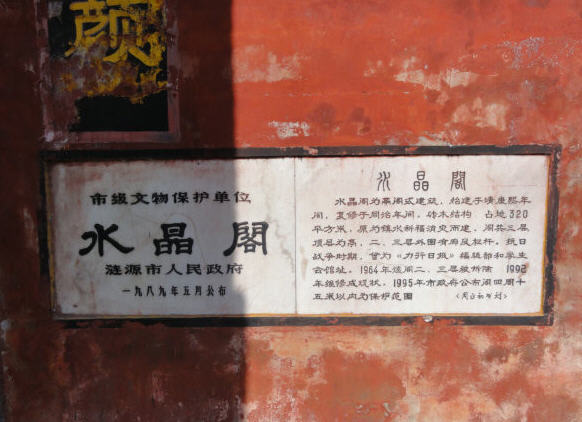 颜
市级文物保护单位
水晶阁
涟源市人民政府
一九八九年五月公布
水晶阁
水晶阁为亭阁式建筑，始建于清康熙年
间，复修于同治年间，砖木结构，占地320
平方米，原为镇水祈福消灾而建，阁共三层
顶层为亭，二、三层外围有廊及栏杆。抗日
战争时期，曾为《力行日报》编辑部和学生
会馆址。1964年阁二、三层被拆除 1992
年维修成现状，1995年市政府公布阁四周十
五米以内为保护范围